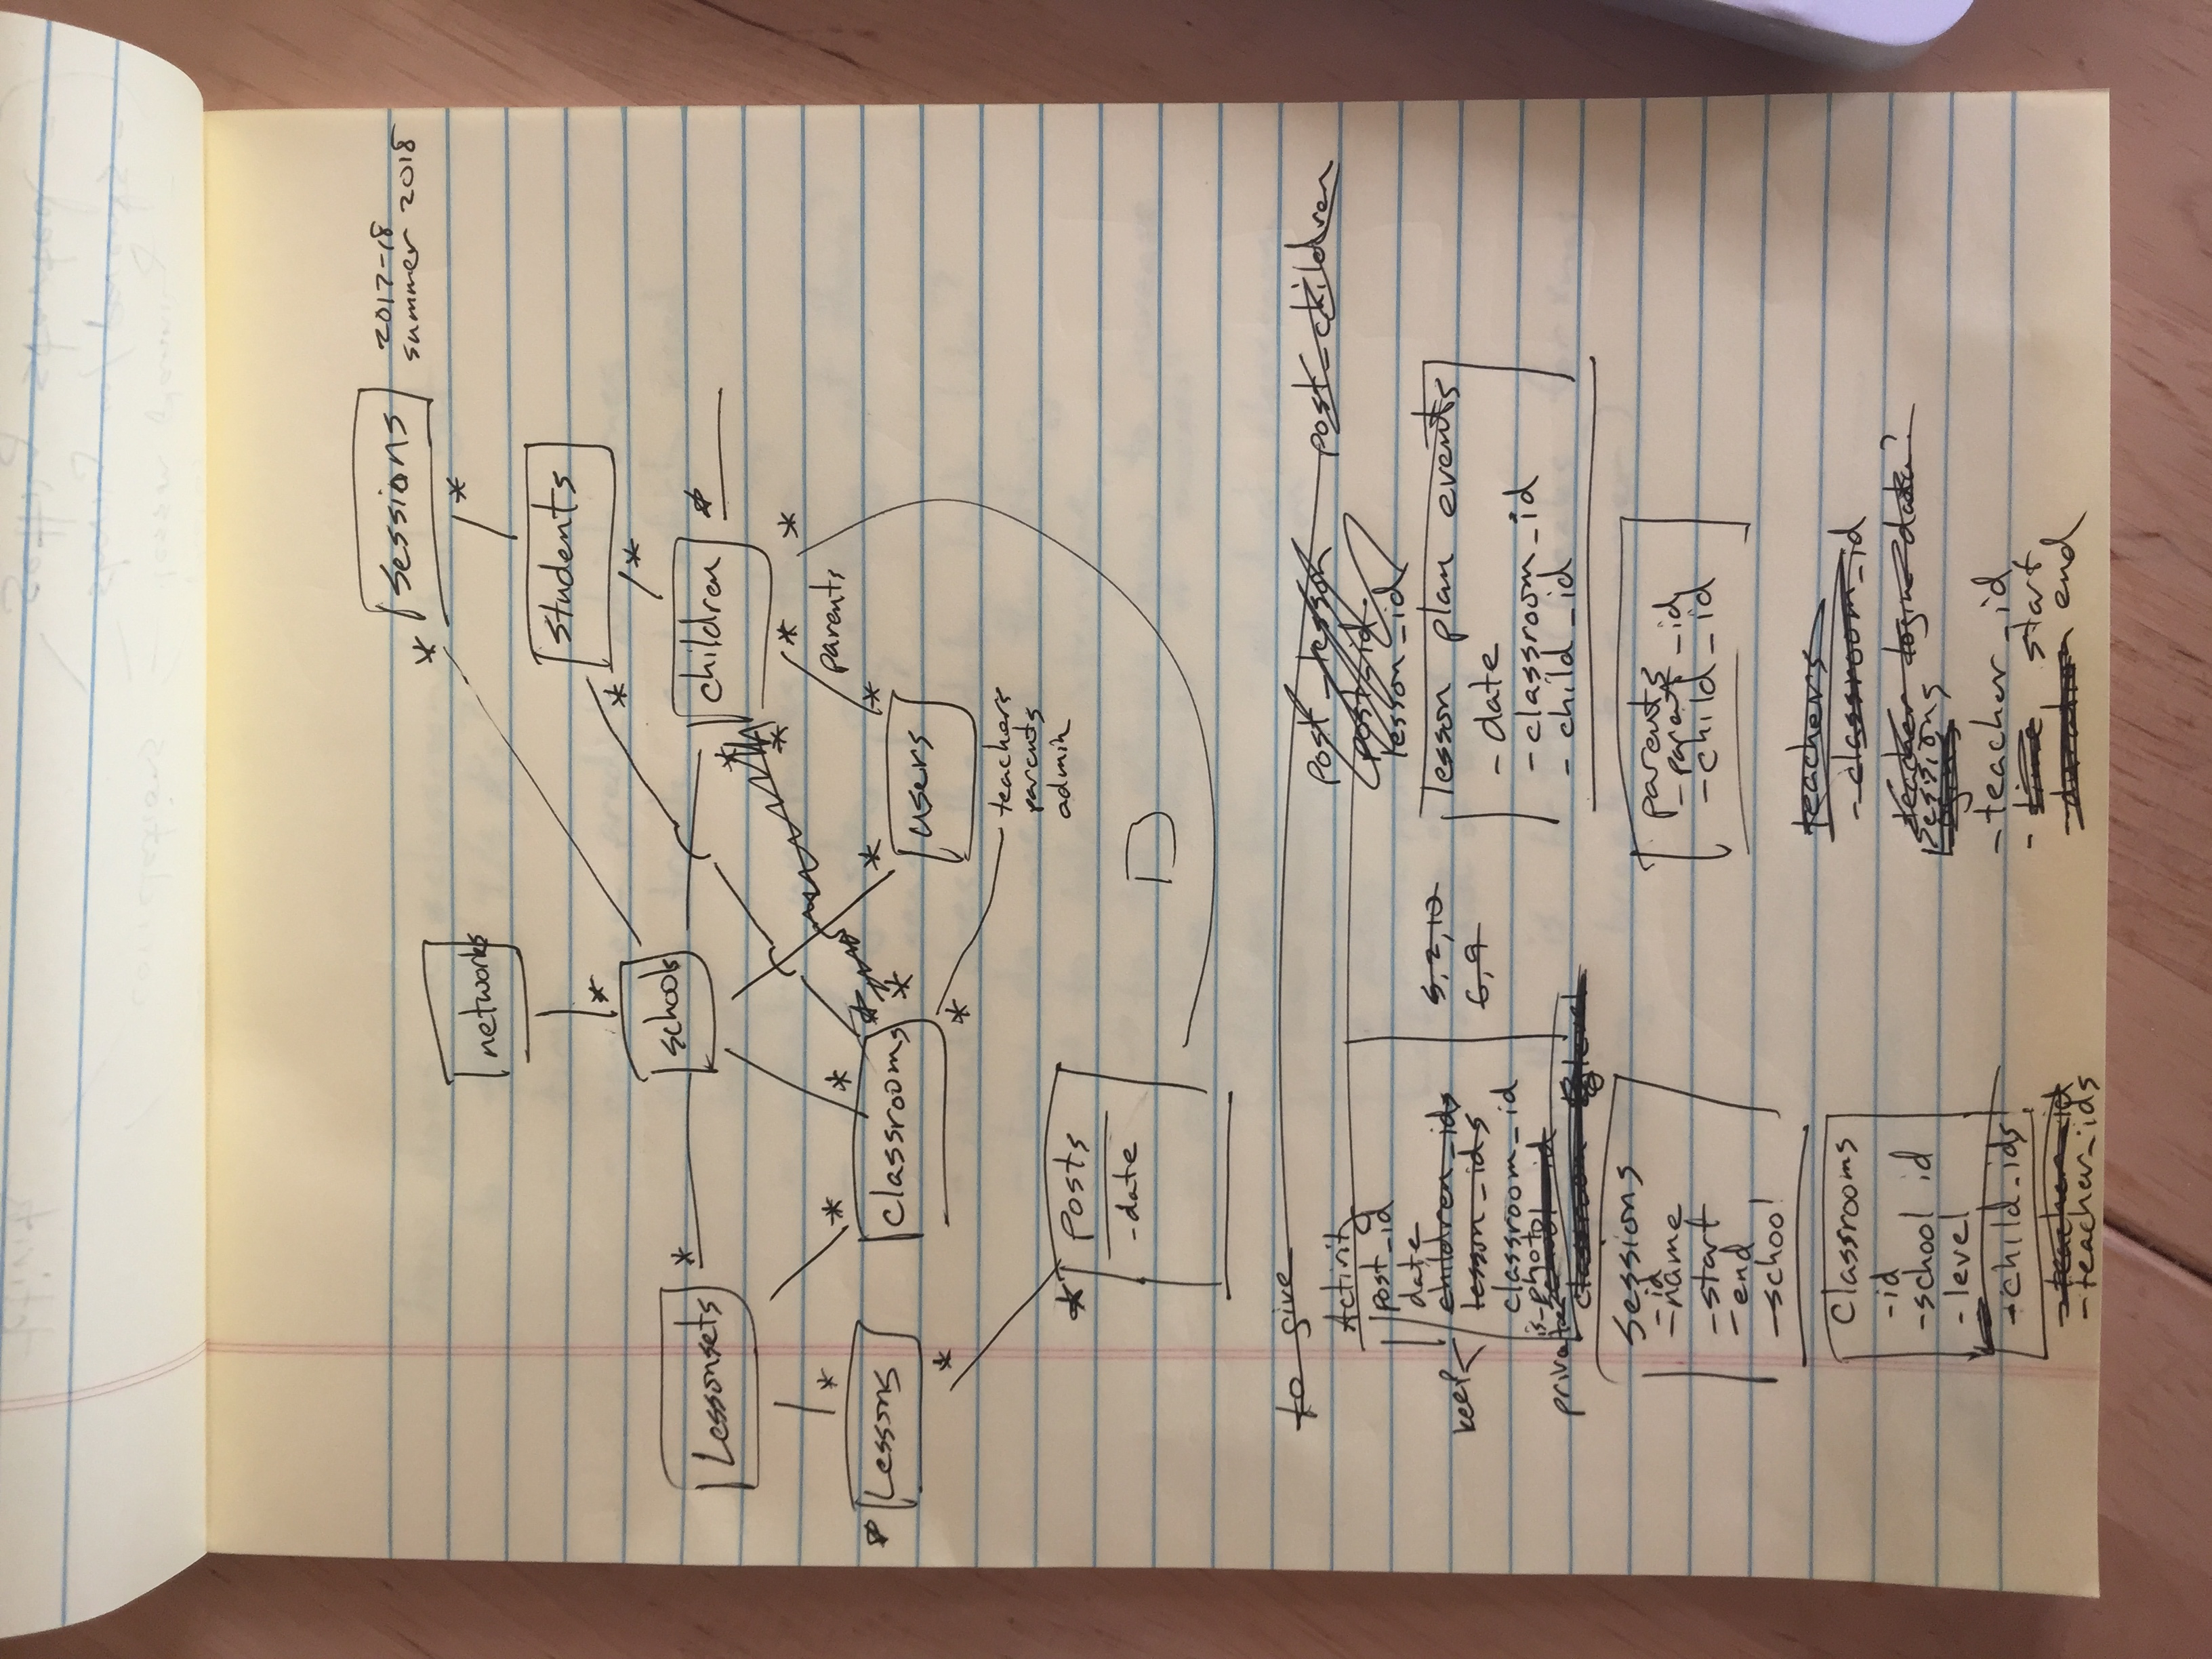 sessions
2017-18
summer 2018
networks
students
schools
children
Lessonsets
parents
Lessons
classrooms
users
teachers
parents
admin
posts
-date
D
to give
post_lesson
post_children
post_id
lesson_id
Activity
post_id
date
children_ids
5, 2, 10
keep
lesson_ids
6, 9
classroom_id
is_photo
school_id
private
classroom level
lesson plan events
- date
- classroom_id
- child_id
sessions
- id
- name
- start
- end
- school
parents
- parent_id
- child_id
Classrooms
- id
- school id
- level
- child_ids
- teacher_id
- teacher_ids
teachers
- classroom_id
teacher login data?
sessions
- teacher_id
- time start
- duration end